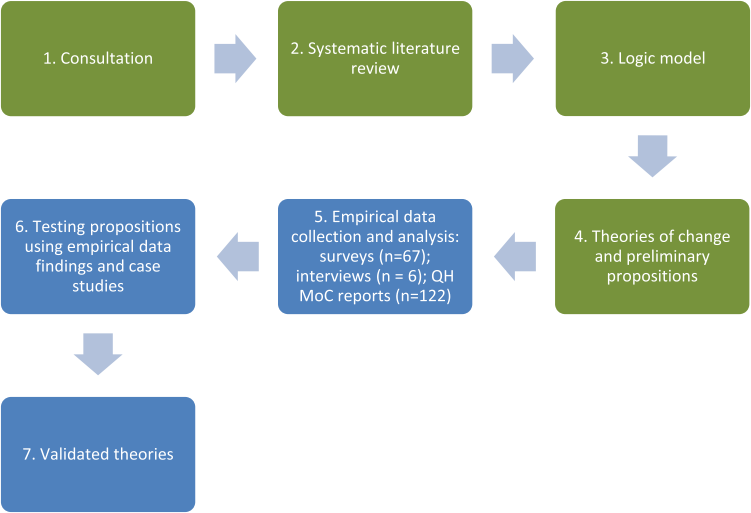 1. Consultation
2. Systematic literature
review
3. Logic model
4. Theories of change
and preliminary
propositions
5. Empirical data
collection and analysis:
surveys (n=67);
interviews (n = 6); QH
MoC reports (n=122)
6. Testing propositions
using empirical data
findings and case
studies
7. Validated theories